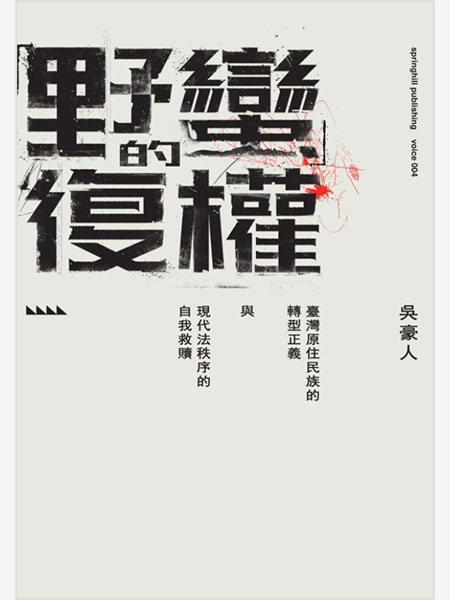 「野蠻」
的
復權
臺灣原住民族的
轉型正義
與
現代法秩序的
自我救贖
吳豪人
springhill publishing voice 004